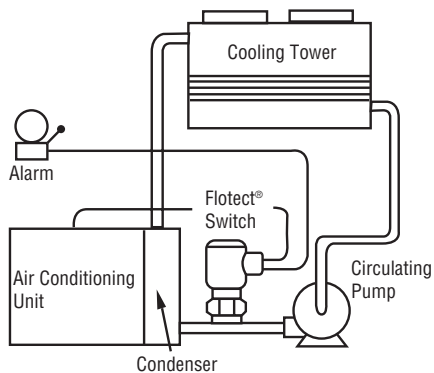 Cooling Tower
Alarm
Flotect®
Switch
Air Conditioning
Unit
Circulating
Pump
Condenser